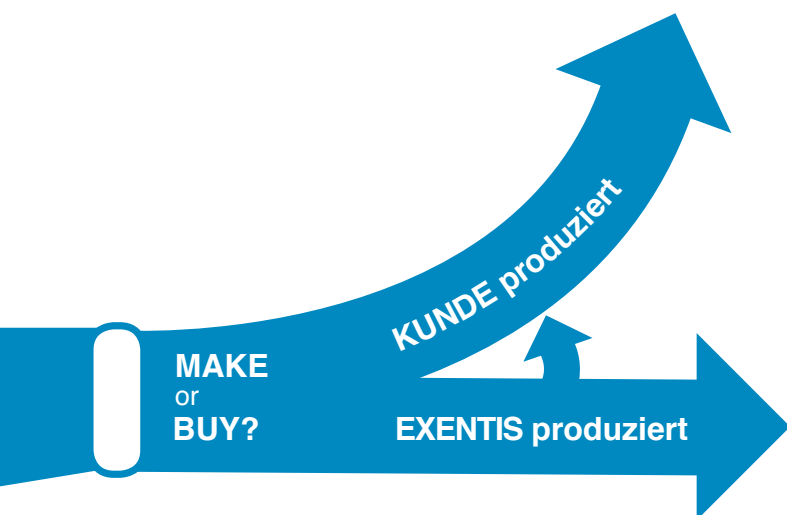 MAKE
or
BUY?
KUNDE produziert
EXENTIS produziert